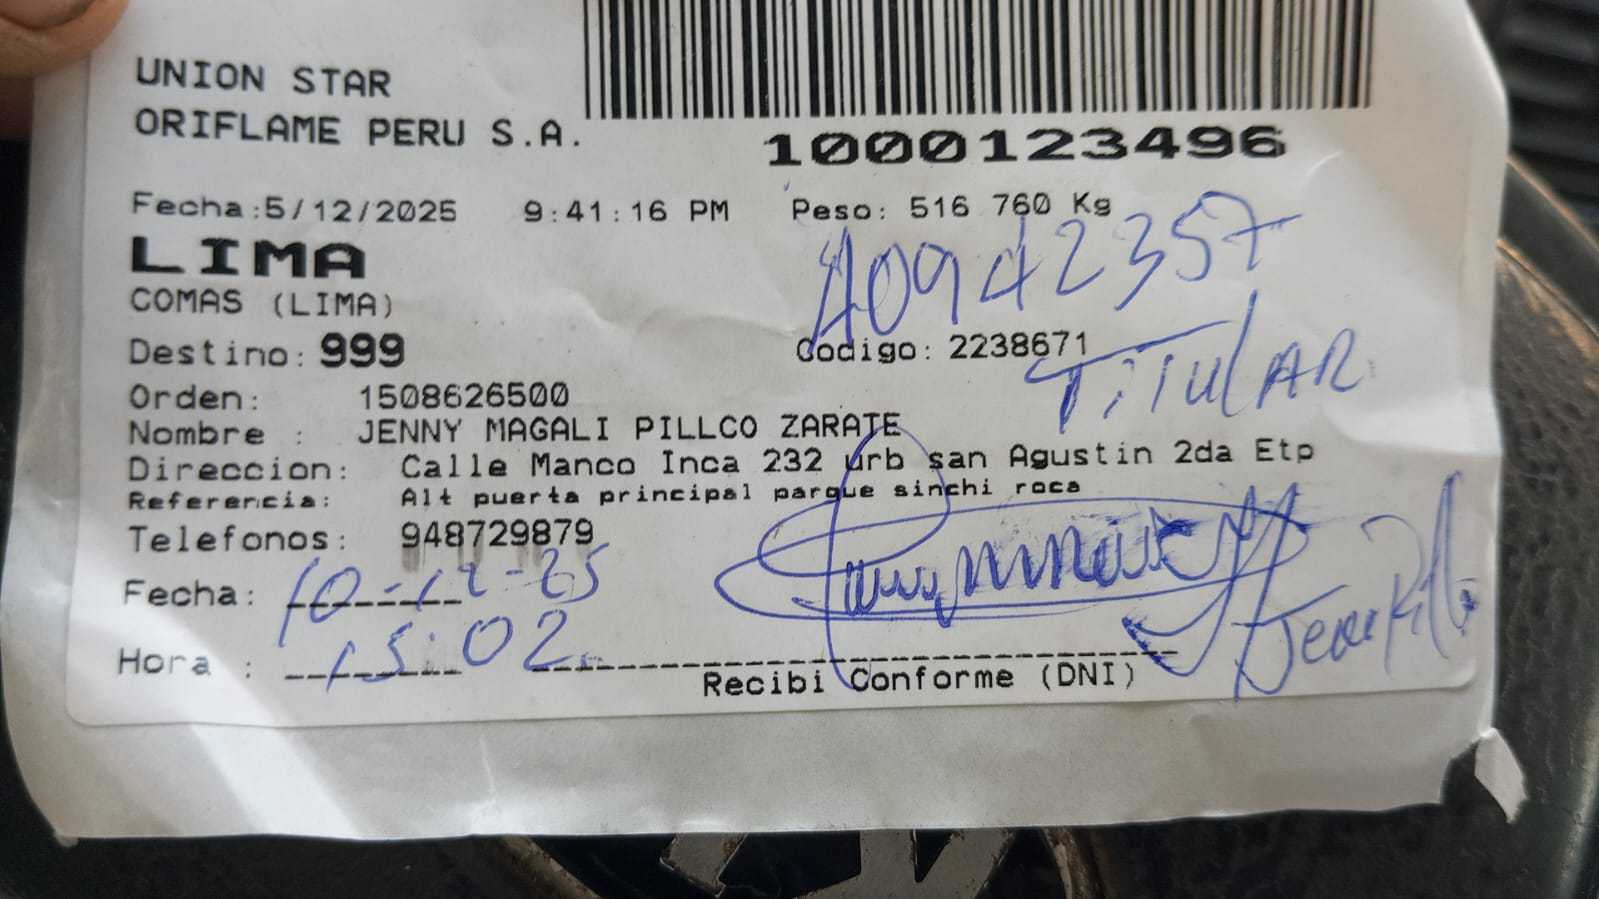 UNION STAR
ORIFLAME PERU S.A.
1000123496
Fecha:5/12/2025 9:41:16 PM Peso: 516 760 Kg
LIMA
40942357
COMAS (LIMA)
Destino: 999 Codigo: 2238671
TITULAR
Orden: 1508626500
Nombre : JENNY MAGALI PILLCO ZARATE
Direccion: Calle Manco Inca 232 urb san Agustin 2da Etp
Referencia: Alt puerta principal parque sinchi roca
Telefonos: 948729879
Fecha: 10-12-25
Hora : 15:02
Recibi Conforme (DNI)